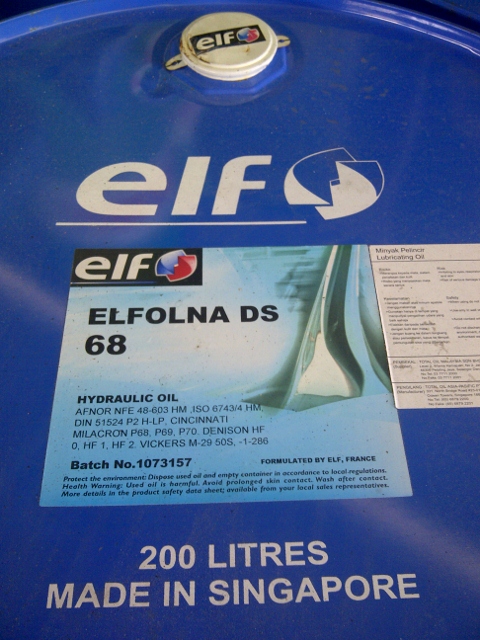 elf
elf
elf
ELFOLNA DS
68
HYDRAULIC OIL
AFNOR NFE 48-603 HM ,ISO 6743/4 HM
DIN 51524 P2 H-LP, CINCINNATI
MILACRON P68, P69, P70. DENISON HF
0, HF 1, HF 2. VICKERS M-29 50S, -1-286
Batch No.1073157
FORMULATED BY ELF, FRANCE
Protect the environment: Dispose used oil and empty container in accordance to local regulations.
Health Warning: Used oil is harmful. Avoid prolonged skin contact. Wash after contact.
More details in the product safety data sheet; available from your local sales representatives.
Minyak Pelincir
Lubricating Oil
200 LITRES
MADE IN SINGAPORE